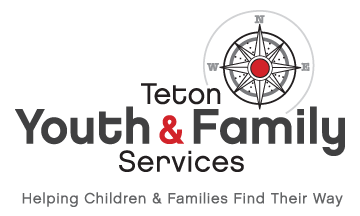 N
W E
Teton
Youth & Family
Services
Helping Children & Families Find Their Way